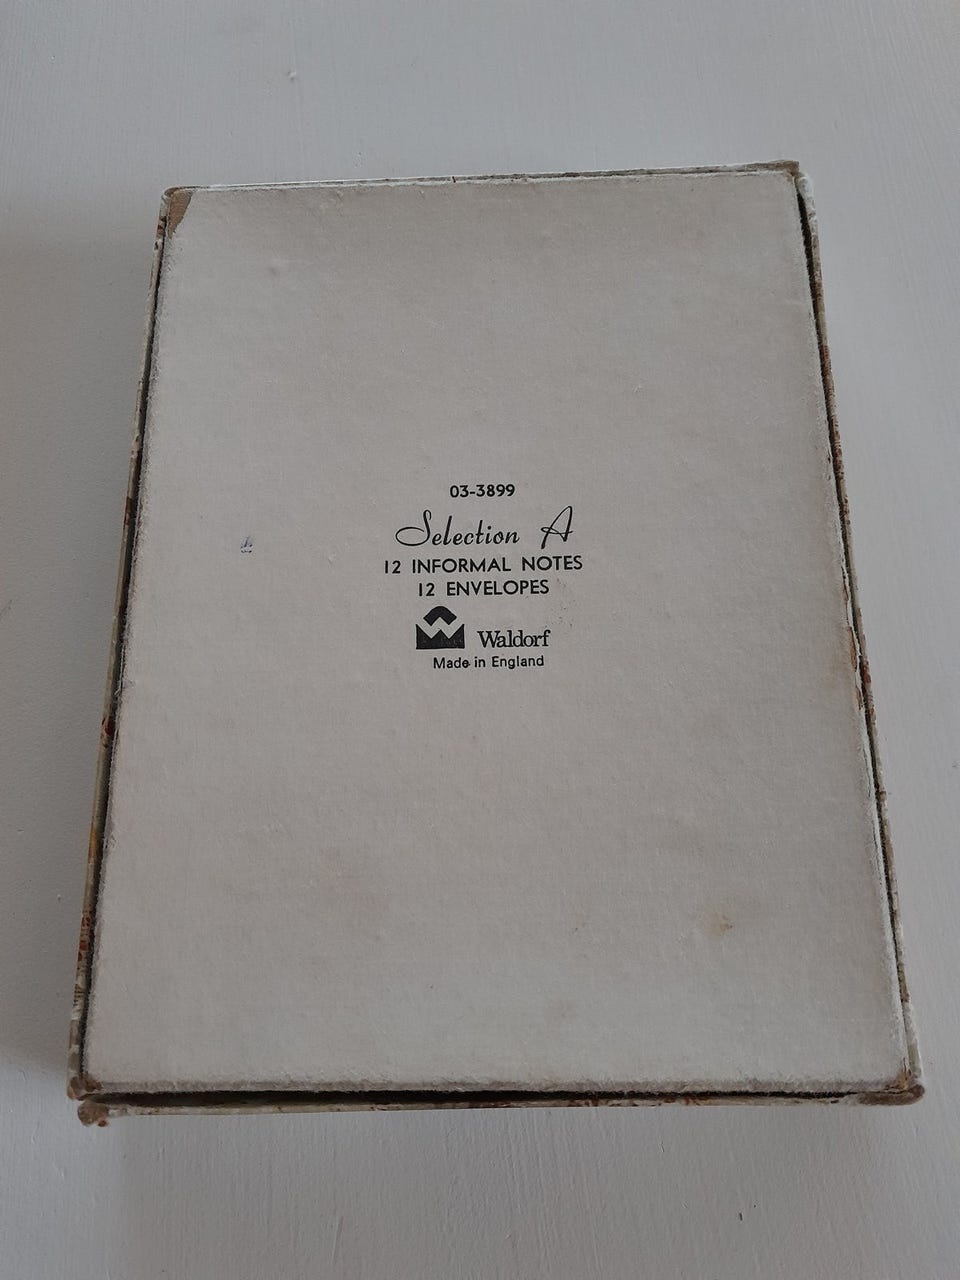 03-3899
Selection A
12 INFORMAL NOTES
12 ENVELOPES
Waldorf
Made in England